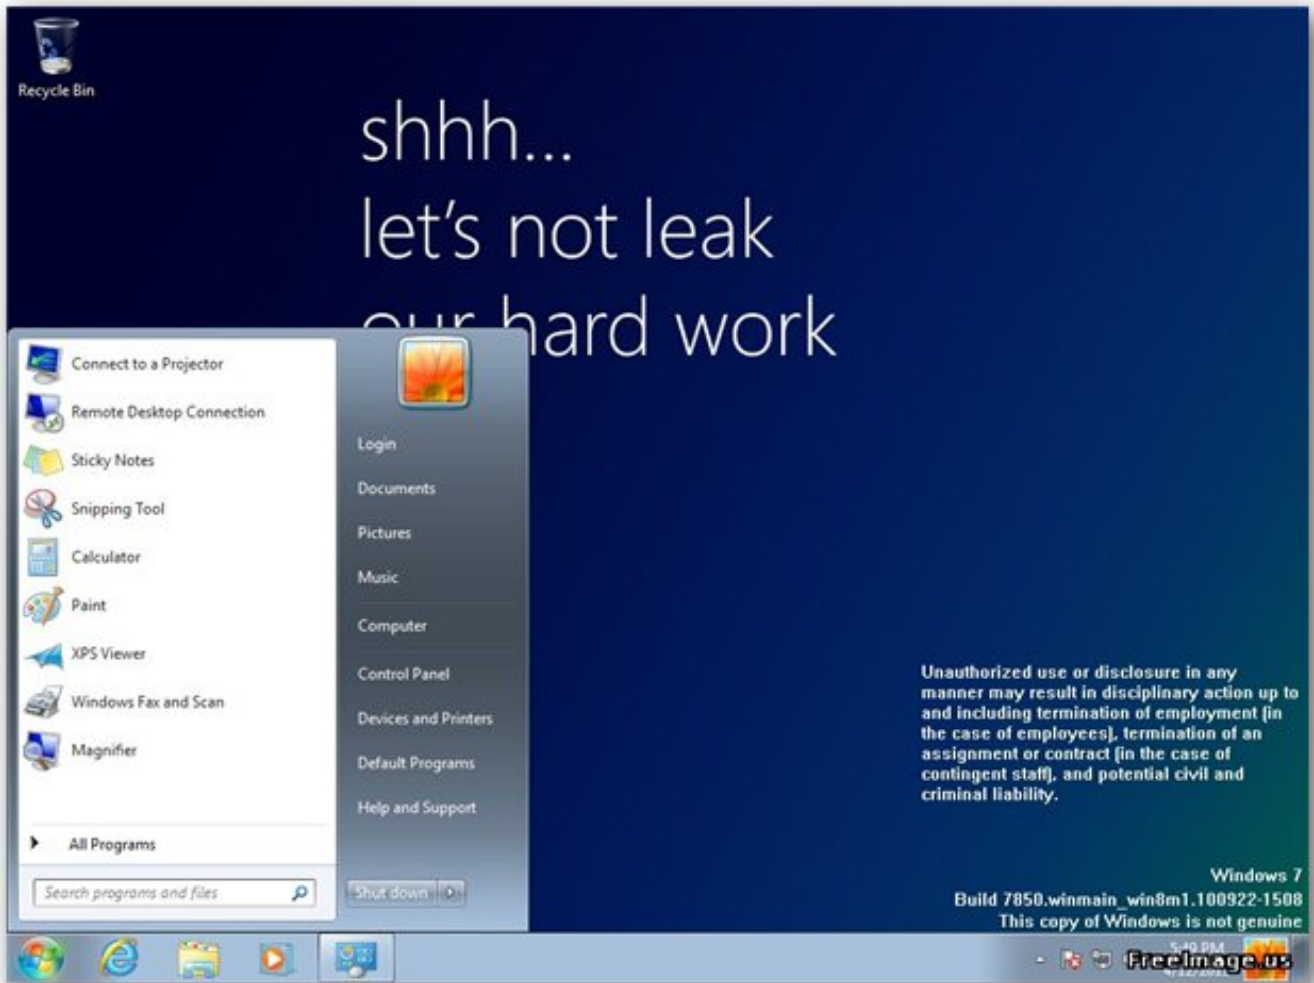 Recycle Bin
shhh...
let's not leak
our hard work
Connect to a Projector
Remote Desktop Connection
Sticky Notes
Snipping Tool
Calculator
Paint
XPS Viewer
Windows Fax and Scan
Magnifier
All Programs
Search programs and files
Login
Documents
Pictures
Music
Computer
Control Panel
Devices and Printers
Default Programs
Help and Support
Shut down
Unauthorized use or disclosure in any
manner may result in disciplinary action up to
and including termination of employment (in
the case of employees), termination of an
assignment or contract (in the case of
contingent staff), and potential civil and
criminal liability.
Windows 7
Build 7850.winmain_win8m1.100922-1508
This copy of Windows is not genuine
5:49 PM
FreeImage.us